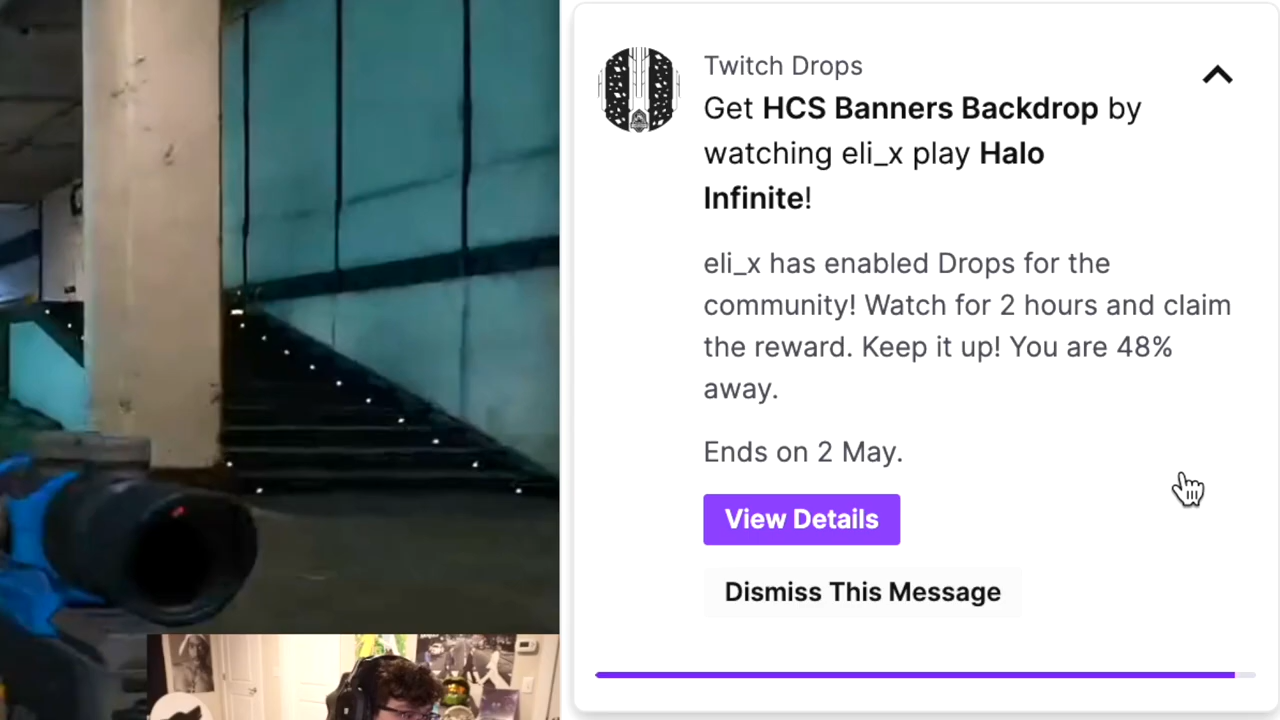 Twitch Drops
Get HCS Banners Backdrop by
watching eli_x play Halo
Infinite!
eli_x has enabled Drops for the
community! Watch for 2 hours and claim
the reward. Keep it up! You are 48%
away.
Ends on 2 May.
View Details
Dismiss This Message